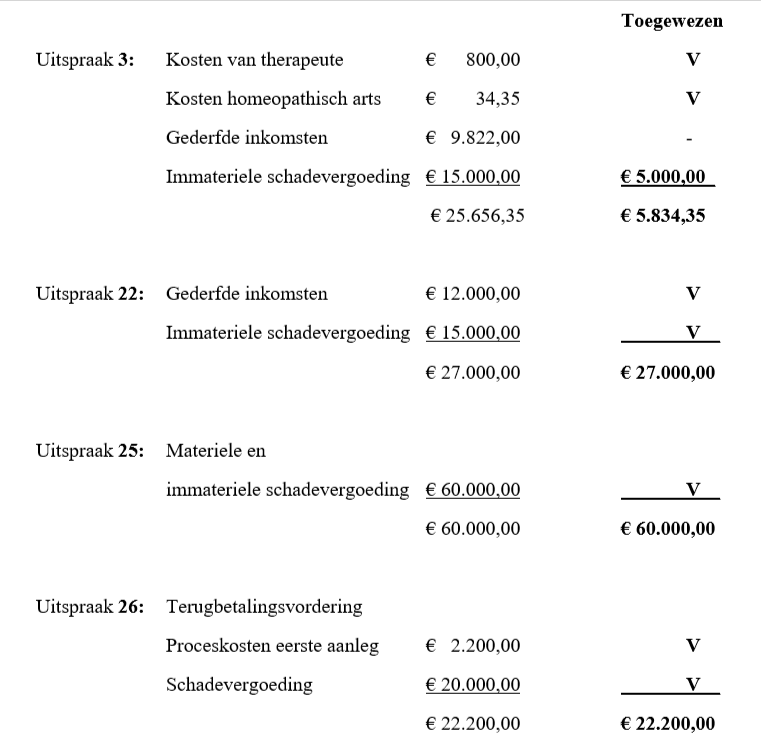 Toegewezen
Uitspraak 3: Kosten van therapeute € 800,00 V
Kosten homeopathisch arts € 34,35 V
Gederfde inkomsten € 9.822,00 -
Immateriele schadevergoeding € 15.000,00 € 5.000,00
€ 25.656,35 € 5.834,35
Uitspraak 22: Gederfde inkomsten € 12.000,00 V
Immateriele schadevergoeding € 15.000,00 V
€ 27.000,00 € 27.000,00
Uitspraak 25: Materiele en
immateriele schadevergoeding € 60.000,00 V
€ 60.000,00 € 60.000,00
Uitspraak 26: Terugbetalingsvordering
Proceskosten eerste aanleg € 2.200,00 V
Schadevergoeding € 20.000,00 V
€ 22.200,00 € 22.200,00